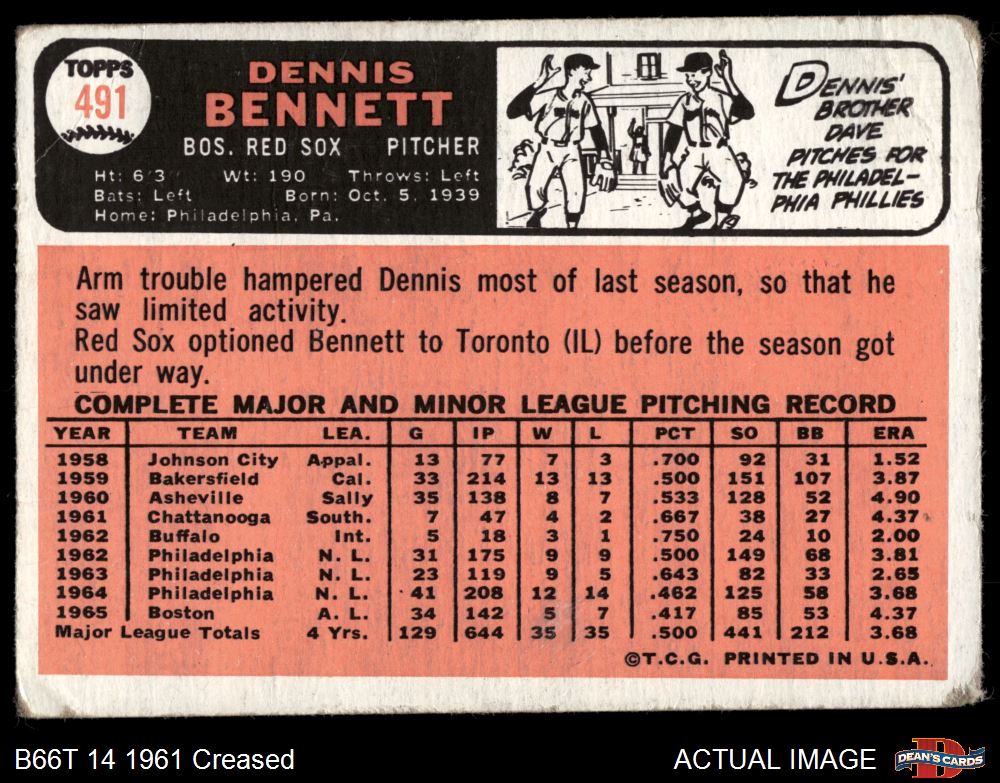 TOPPS
491
DENNIS
BENNETT
BOS. RED SOX PITCHER
Ht: 6'3" Wt: 190 Throws: Left
Bats: Left Born: Oct. 5, 1939
Home: Philadelphia, Pa.
DENNIS'
BROTHER
DAVE
PITCHES FOR
THE PHILADEL-
PHIA PHILLIES
Arm trouble hampered Dennis most of last season, so that he
saw limited activity.
Red Sox optioned Bennett to Toronto (IL) before the season got
under way.
COMPLETE MAJOR AND MINOR LEAGUE PITCHING RECORD
YEAR TEAM LEA. G IP W L PCT SO BB ERA
1958 Johnson City Appal. 13 77 7 3 .700 92 31 1.52
1959 Bakersfield Cal. 33 214 13 13 .500 151 107 3.87
1960 Asheville Sally 35 138 8 7 .533 128 52 4.90
1961 Chattanooga South. 7 47 4 2 .667 38 27 4.37
1962 Buffalo Int. 5 18 3 1 .750 24 10 2.00
1962 Philadelphia N. L. 31 175 9 9 .500 149 68 3.81
1963 Philadelphia N. L. 23 119 9 5 .643 82 33 2.65
1964 Philadelphia N. L. 41 208 12 14 .462 125 58 3.68
1965 Boston A. L. 34 142 5 7 .417 85 53 4.37
Major League Totals 4 Yrs. 129 644 35 35 .500 441 212 3.68
©T.C.G. PRINTED IN U.S.A.
B66T 14 1961 Creased
ACTUAL IMAGE
DEAN'S CARDS